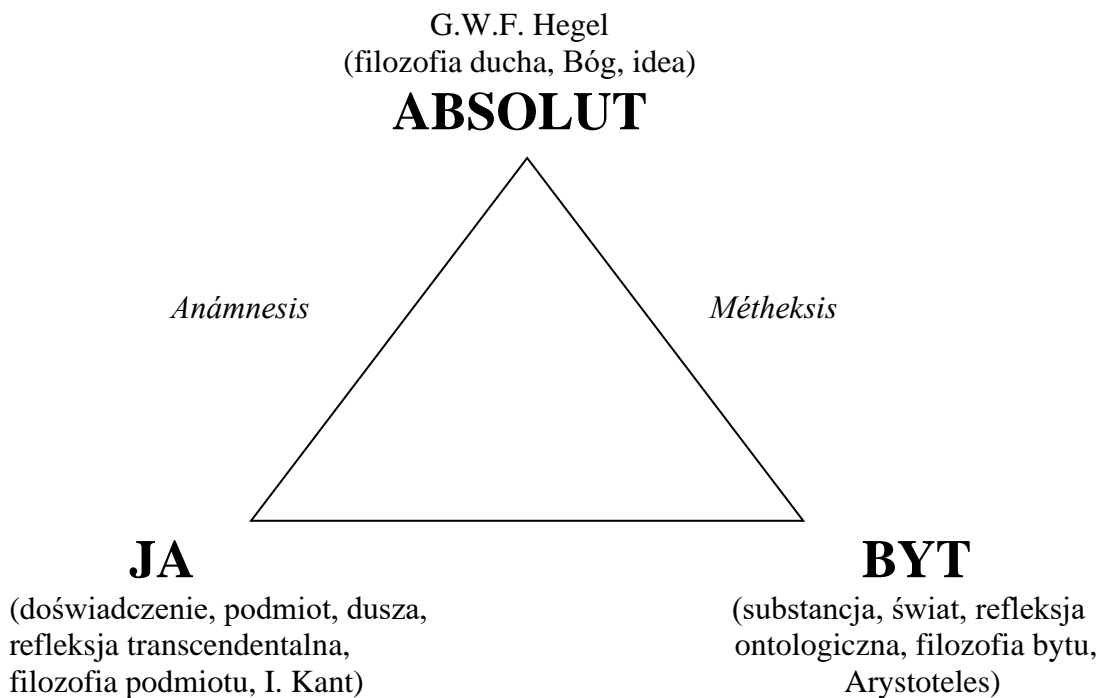 G.W.F. Hegel
(filozofia ducha, Bóg, idea)
ABSOLUT
Anámnesis
Métheksis
JA
(doświadczenie, podmiot, dusza,
refleksja transcendentalna,
filozofia podmiotu, I. Kant)
BYT
(substancja, świat, refleksja
ontologiczna, filozofia bytu,
Arystoteles)